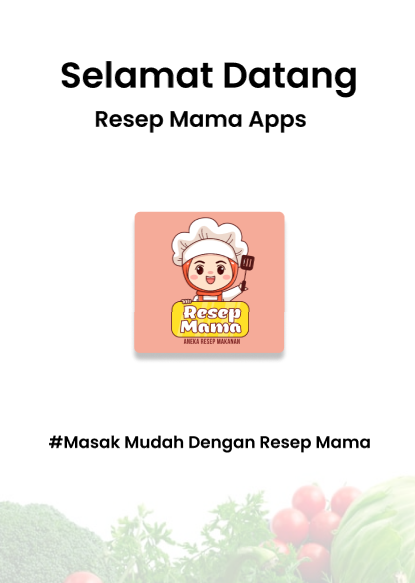 Selamat Datang
Resep Mama Apps
Resep
Mama
ANEKA RESEP MAKANAN
#Masak Mudah Dengan Resep Mama